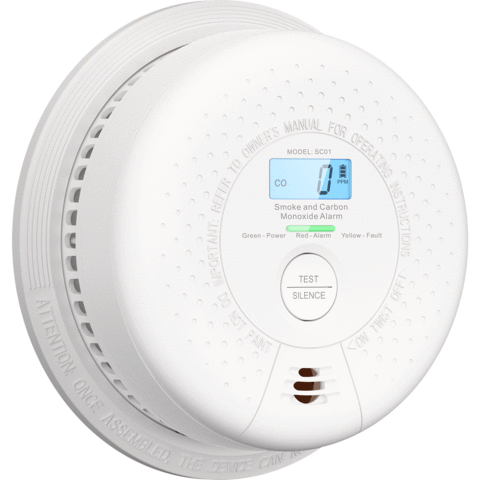 IMPORTANT: REFER TO OWNER'S MANUAL FOR OPERATING INSTRUCTIONS
MODEL: SC01
CO 0 PPM
Smoke and Carbon
Monoxide Alarm
Green - Power Red - Alarm Yellow - Fault
TEST
SILENCE
DO NOT PAINT
ON TWIST OFF
ATTENTION: ONCE ASSEMBLED, THE DEVICE CAN